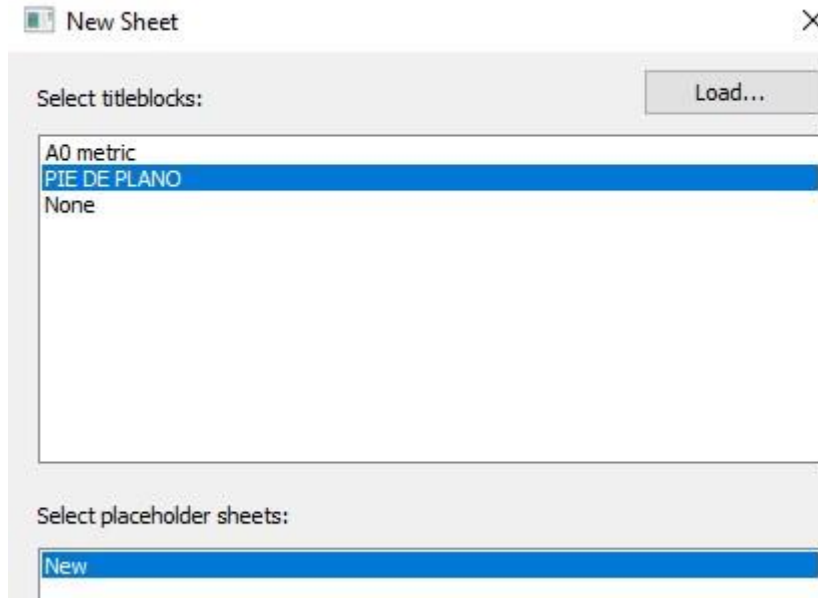 New Sheet
Select titleblocks:
Load...
A0 metric
PIE DE PLANO
None
Select placeholder sheets:
New